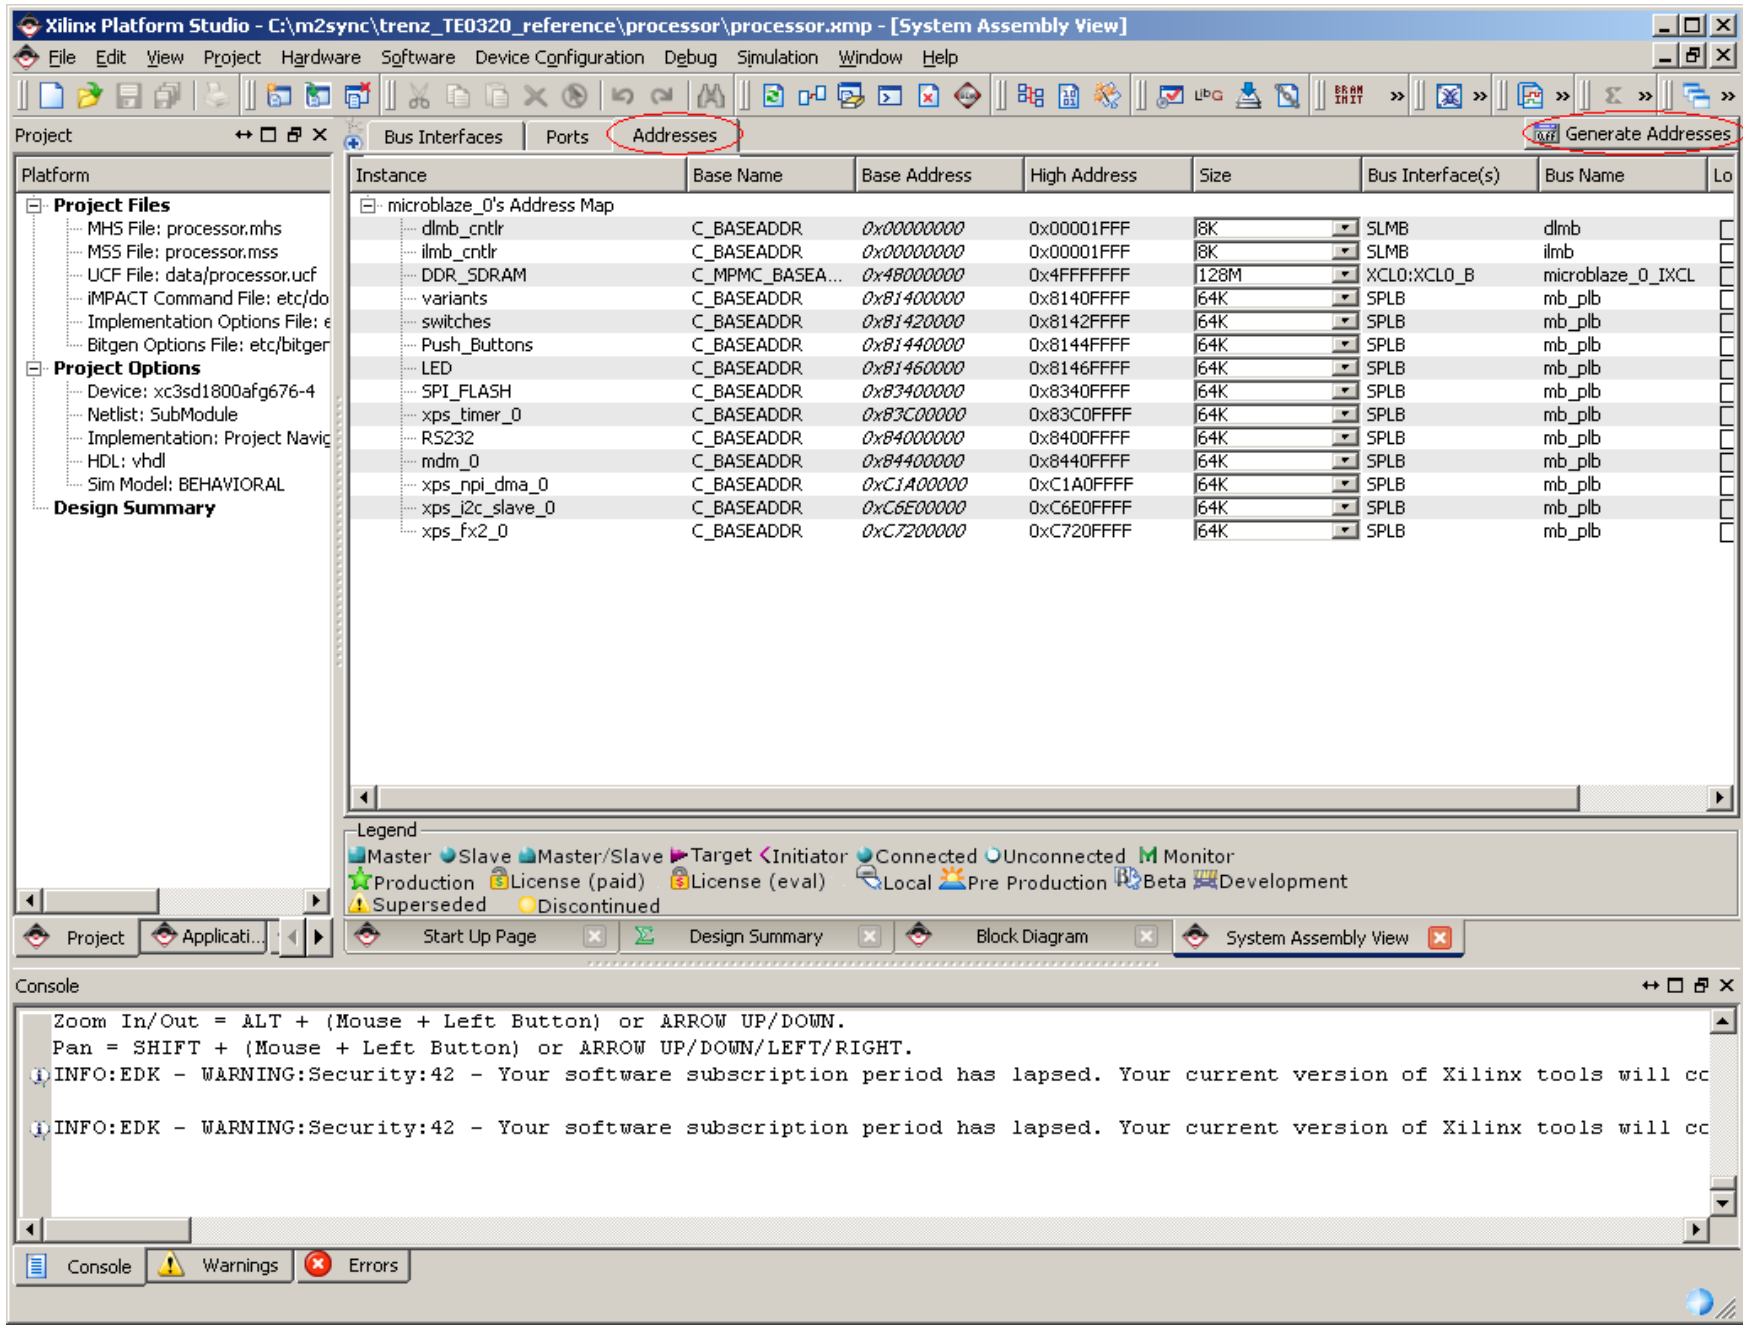 Xilinx Platform Studio - C:\m2sync\trenz_TE0320_reference\processor\processor.xmp - [System Assembly View]
File Edit View Project Hardware Software Device Configuration Debug Simulation Window Help
Project
Bus Interfaces Ports Addresses Generate Addresses
Platform
Project Files
MHS File: processor.mhs
MSS File: processor.mss
UCF File: data/processor.ucf
iMPACT Command File: etc/do
Implementation Options File: e
Bitgen Options File: etc/bitger
Project Options
Device: xc3sd1800afg676-4
Netlist: SubModule
Implementation: Project Navig
HDL: vhdl
Sim Model: BEHAVIORAL
Design Summary
Instance Base Name Base Address High Address Size Bus Interface(s) Bus Name Lo
microblaze_0's Address Map
dlmb_cntlr C_BASEADDR 0x00000000 0x00001FFF 8K SLMB dlmb
ilmb_cntlr C_BASEADDR 0x00000000 0x00001FFF 8K SLMB ilmb
DDR_SDRAM C_MPMC_BASEA... 0x48000000 0x4FFFFFFF 128M XCL0:XCL0_B microblaze_0_IXCL
variants C_BASEADDR 0x81400000 0x8140FFFF 64K SPLB mb_plb
switches C_BASEADDR 0x81420000 0x8142FFFF 64K SPLB mb_plb
Push_Buttons C_BASEADDR 0x81440000 0x8144FFFF 64K SPLB mb_plb
LED C_BASEADDR 0x81460000 0x8146FFFF 64K SPLB mb_plb
SPI_FLASH C_BASEADDR 0x83400000 0x8340FFFF 64K SPLB mb_plb
xps_timer_0 C_BASEADDR 0x83C00000 0x83C0FFFF 64K SPLB mb_plb
RS232 C_BASEADDR 0x84000000 0x8400FFFF 64K SPLB mb_plb
mdm_0 C_BASEADDR 0x84400000 0x8440FFFF 64K SPLB mb_plb
xps_npi_dma_0 C_BASEADDR 0xC1A00000 0xC1A0FFFF 64K SPLB mb_plb
xps_i2c_slave_0 C_BASEADDR 0xC6E00000 0xC6E0FFFF 64K SPLB mb_plb
xps_fx2_0 C_BASEADDR 0xC7200000 0xC720FFFF 64K SPLB mb_plb
Legend
Master Slave Master/Slave Target Initiator Connected Unconnected Monitor
Production License (paid) License (eval) Local Pre Production Beta Development
Superseded Discontinued
Project Applicati... Start Up Page Design Summary Block Diagram System Assembly View
Console
Zoom In/Out = ALT + (Mouse + Left Button) or ARROW UP/DOWN.
Pan = SHIFT + (Mouse + Left Button) or ARROW UP/DOWN/LEFT/RIGHT.
INFO:EDK - WARNING:Security:42 - Your software subscription period has lapsed. Your current version of Xilinx tools will co
INFO:EDK - WARNING:Security:42 - Your software subscription period has lapsed. Your current version of Xilinx tools will co
Console Warnings Errors